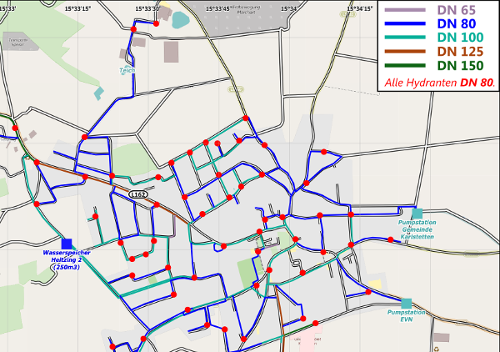 15°33'
15°33'15"
15°33'30"
15°33'45"
15°34'
15°34'15"
DN 65
DN 80
DN 100
DN 125
DN 150
Alle Hydranten DN 80.
Teich
L162
Wasserspeicher
Heitzing 2
(250m3)
Pumpstation
Gemeinde
Karlstetten
Pumpstation
EVN